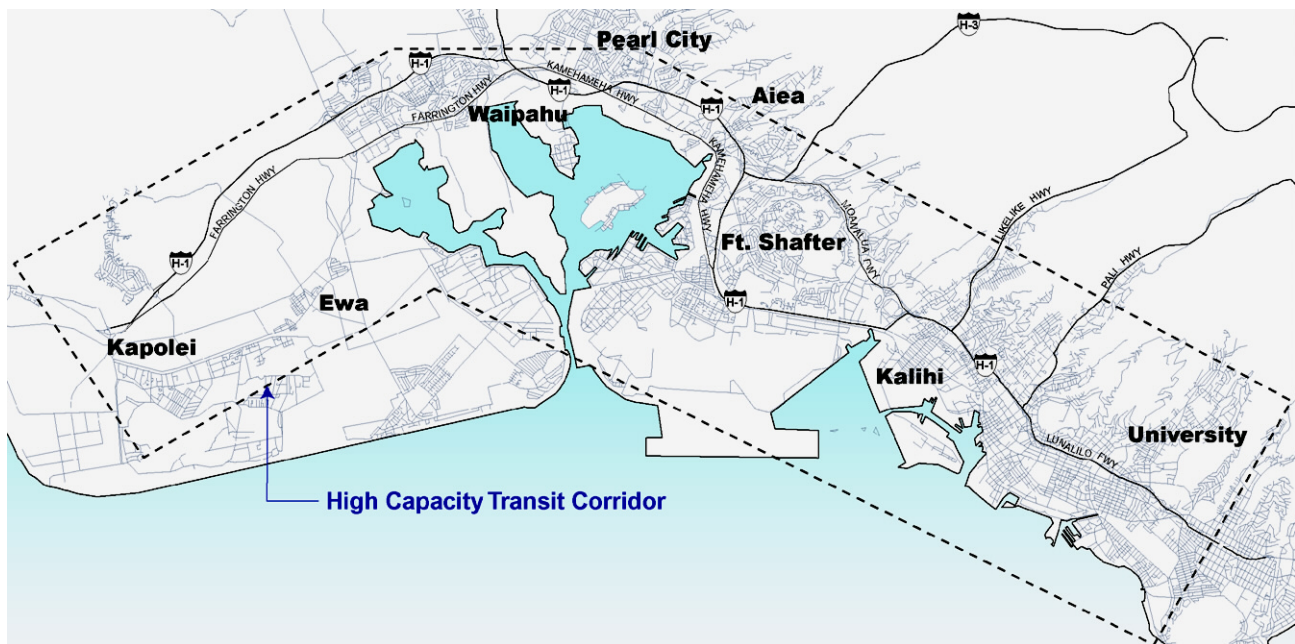 Pearl City
H-3
H-1
KAMEHAMEHA HWY
Aiea
H-1
FARRINGTON HWY
Waipahu
H-1
KAMEHAMEHA HWY
MOANALUA FWY
LIKELIKE HWY
FARRINGTON HWY
Ft. Shafter
PALI HWY
H-1
Ewa
H-1
Kapolei
Kalihi
H-1
University
LUNALILO FWY
High Capacity Transit Corridor